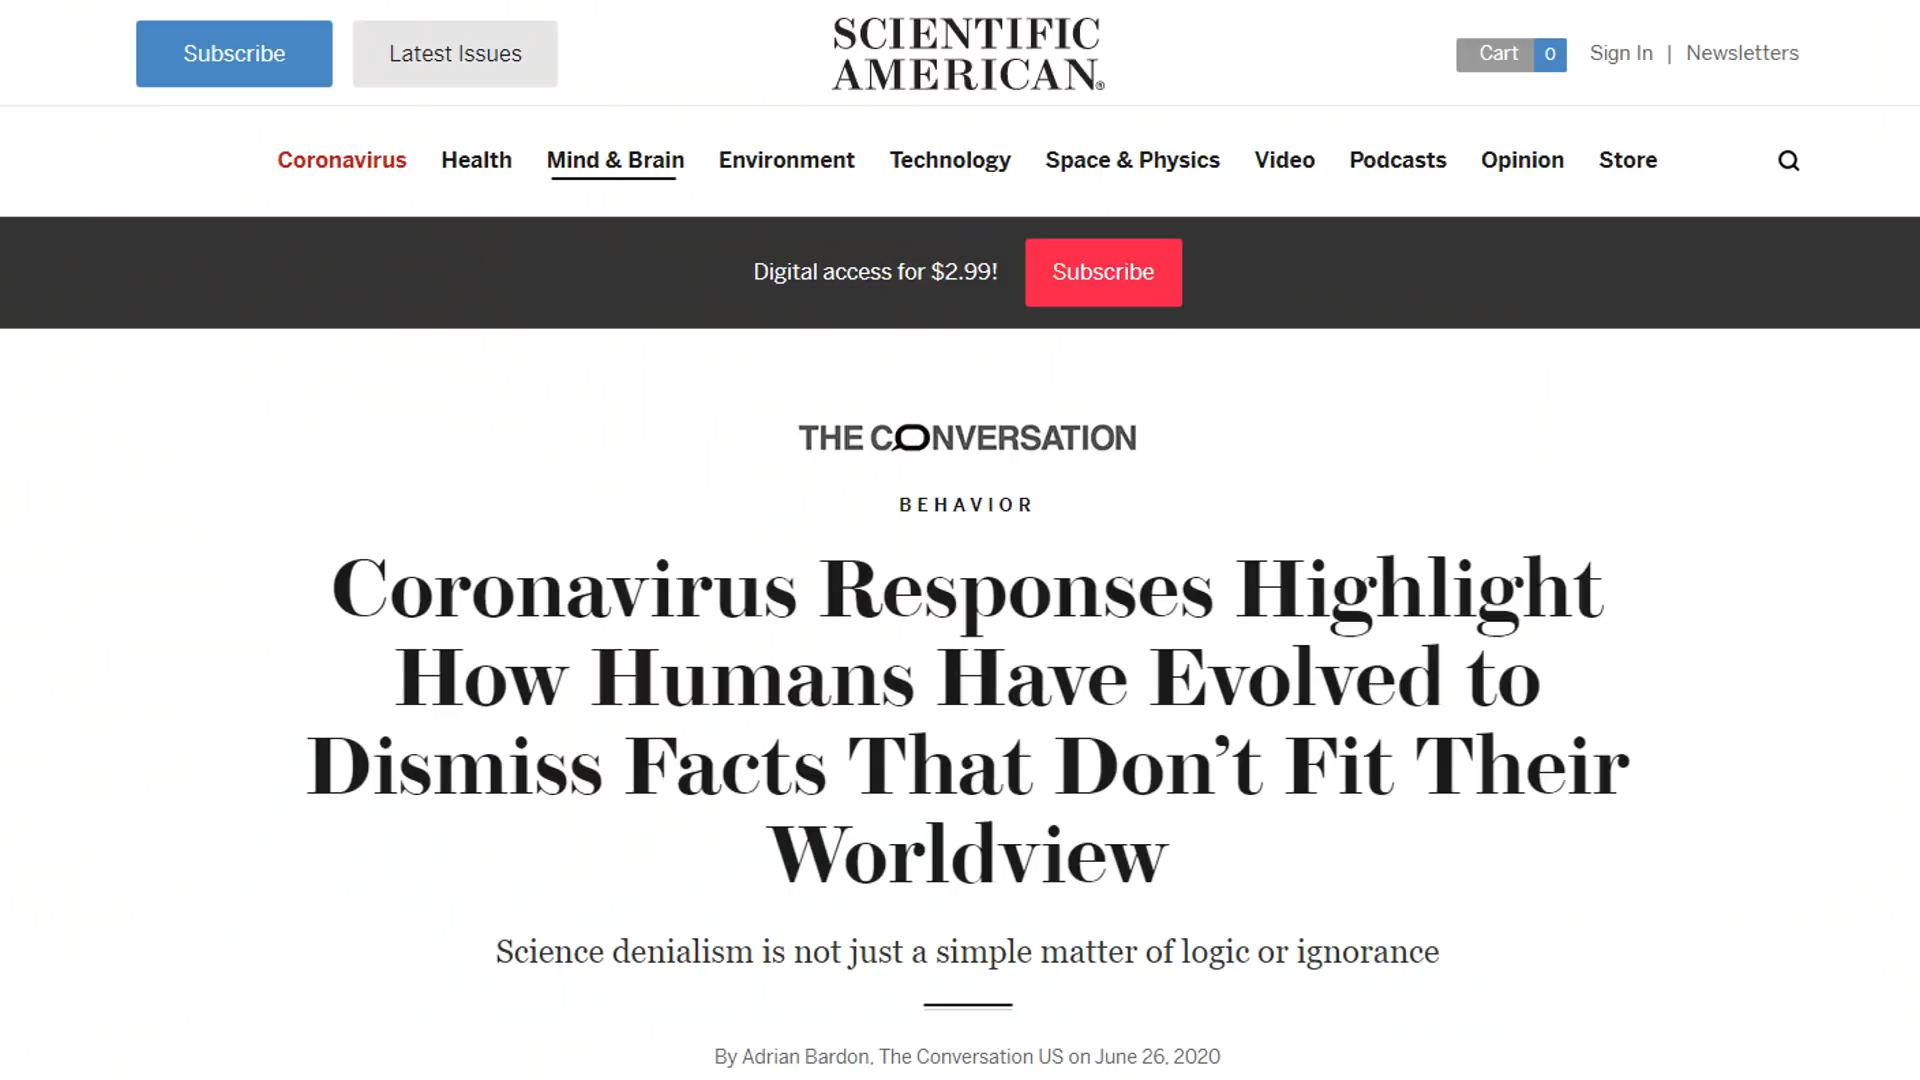 Subscribe
Latest Issues
SCIENTIFIC
AMERICAN®
Cart 0
Sign In | Newsletters
Coronavirus Health Mind & Brain Environment Technology Space & Physics Video Podcasts Opinion Store
Digital access for $2.99!
Subscribe
THE CONVERSATION
BEHAVIOR
Coronavirus Responses Highlight
How Humans Have Evolved to
Dismiss Facts That Don’t Fit Their
Worldview
Science denialism is not just a simple matter of logic or ignorance
By Adrian Bardon, The Conversation US on June 26, 2020